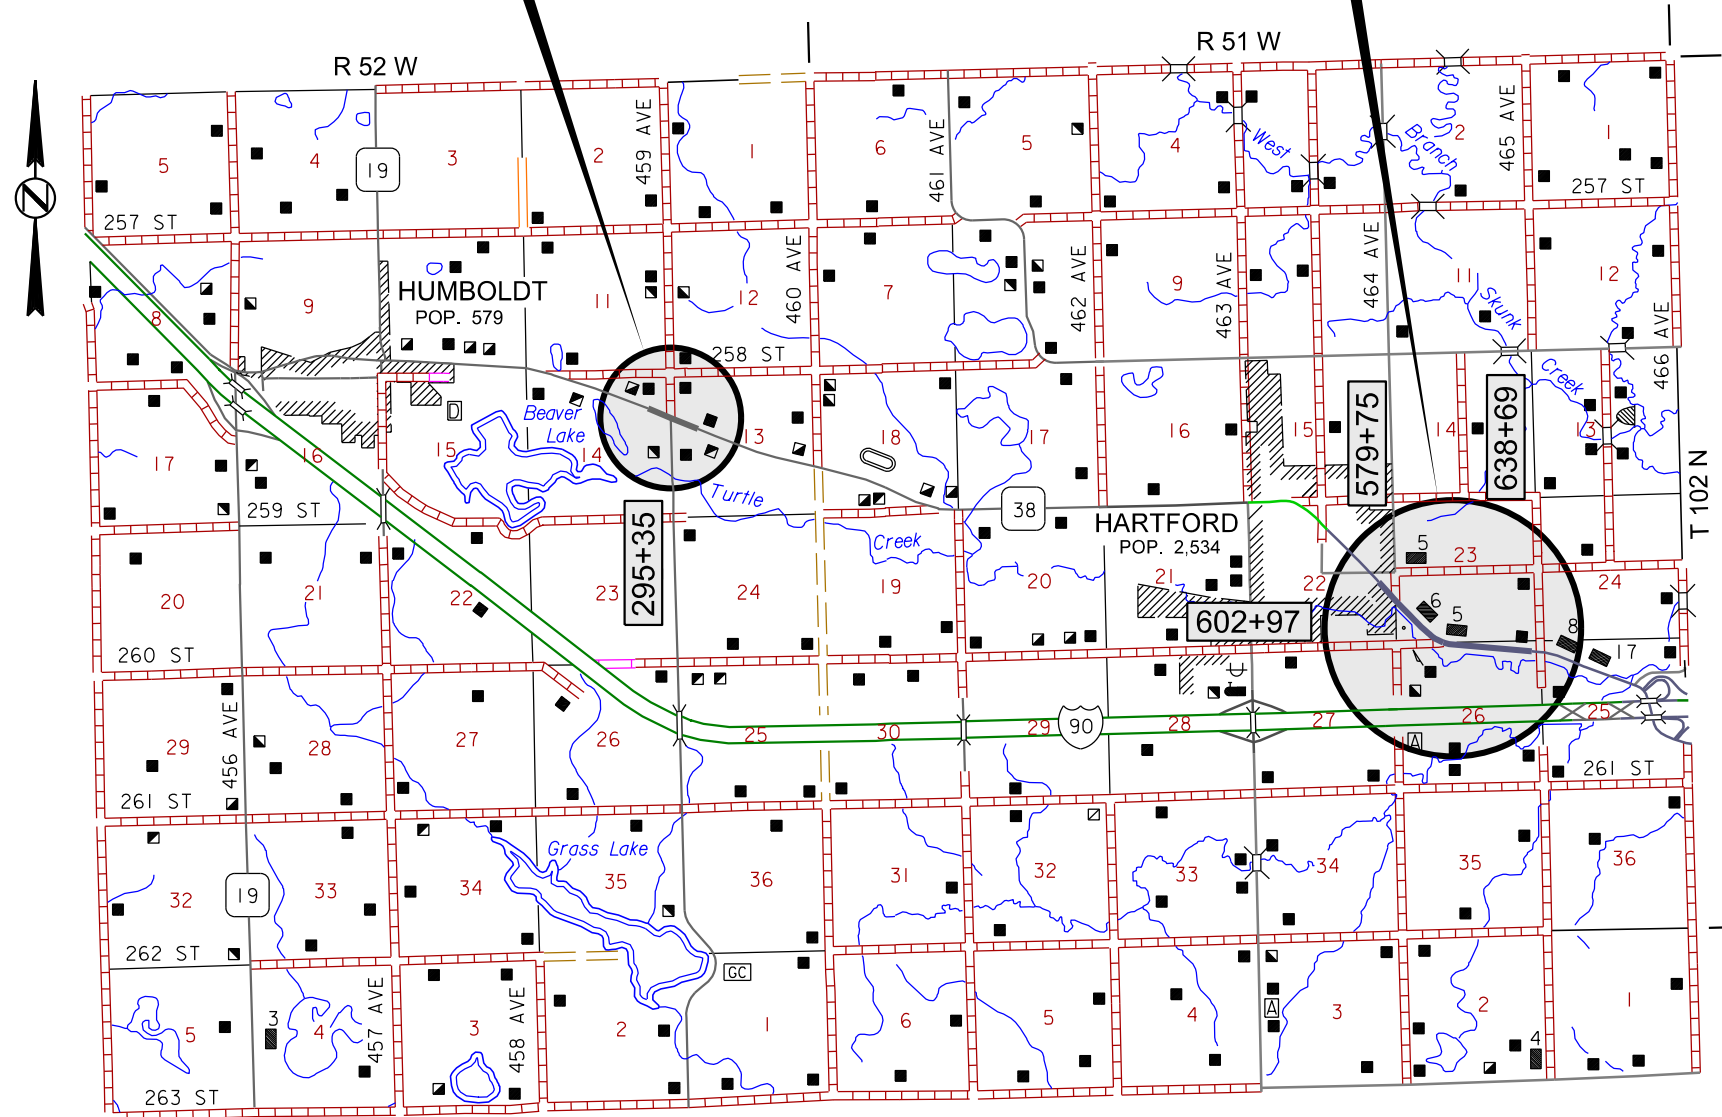 R 52 W
R 51 W
N
5
4
3
2
1
6
5
4
2
1
19
459 AVE
461 AVE
465 AVE
West
Branch
257 ST
257 ST
8
9
11
12
7
9
11
12
HUMBOLDT
POP. 579
460 AVE
462 AVE
463 AVE
464 AVE
466 AVE
258 ST
Skunk
Creek
17
16
15
14
13
18
17
16
15
14
13
D
Beaver
Lake
Turtle
Creek
259 ST
38
579+75
638+69
T 102 N
295+35
HARTFORD
POP. 2,534
602+97
20
21
22
23
24
19
20
21
22
23
24
5
6
5
8
17
260 ST
456 AVE
29
28
27
26
25
30
29
90
28
27
26
25
A
261 ST
261 ST
Grass Lake
32
33
34
35
36
31
32
33
34
35
36
19
262 ST
GC
457 AVE
458 AVE
5
3
4
3
2
1
6
5
4
A
3
2
4
1
263 ST